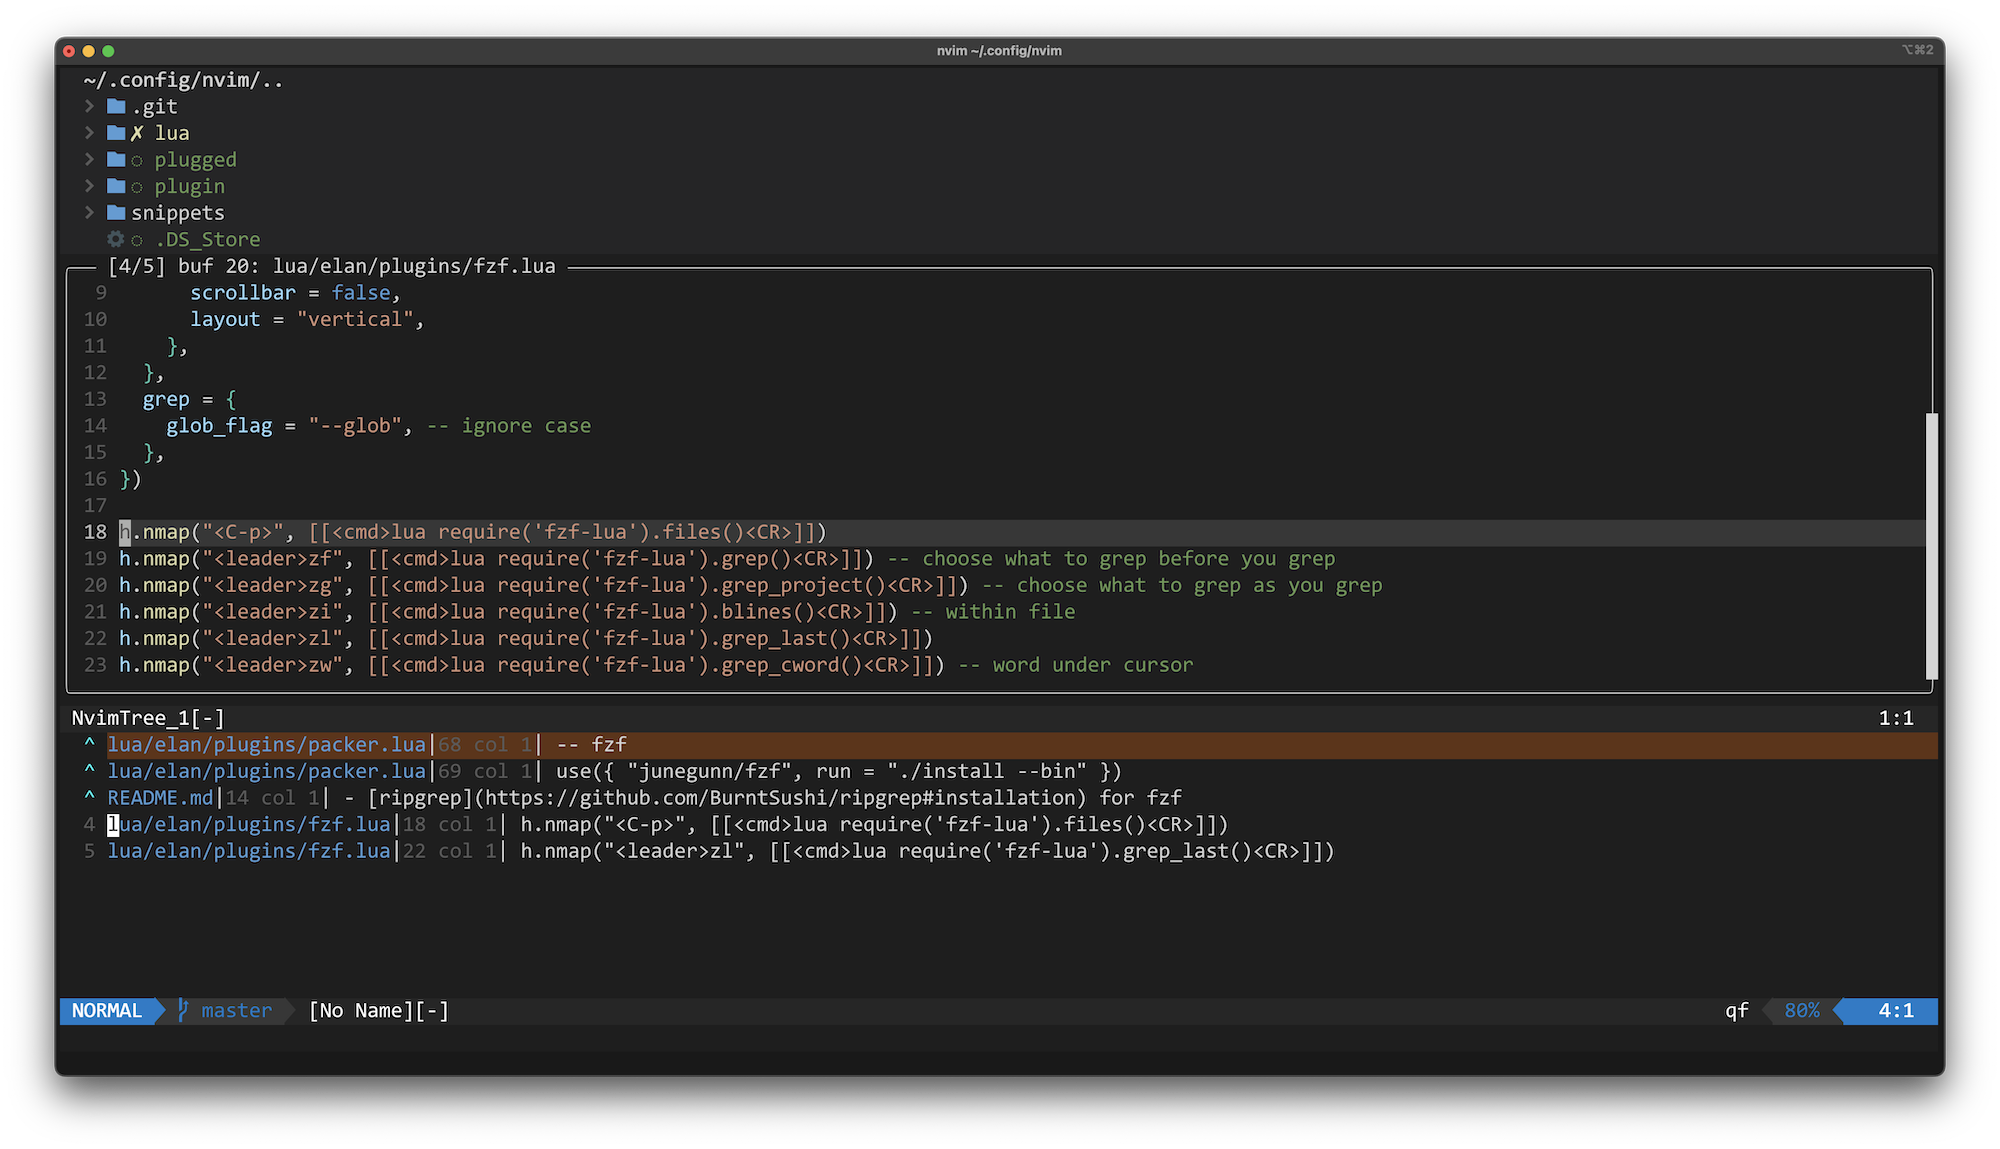 nvim ~/.config/nvim
⌥⌘2
~/.config/nvim/..
> .git
> ✗ lua
> ◌ plugged
> ◌ plugin
> snippets
◌ .DS_Store
[4/5] buf 20: lua/elan/plugins/fzf.lua
9       scrollbar = false,
10       layout = "vertical",
11     },
12   },
13   grep = {
14     glob_flag = "--glob", -- ignore case
15   },
16 })
17
18 h.nmap("<C-p>", [[<cmd>lua require('fzf-lua').files()<CR>]])
19 h.nmap("<leader>zf", [[<cmd>lua require('fzf-lua').grep()<CR>]]) -- choose what to grep before you grep
20 h.nmap("<leader>zg", [[<cmd>lua require('fzf-lua').grep_project()<CR>]]) -- choose what to grep as you grep
21 h.nmap("<leader>zi", [[<cmd>lua require('fzf-lua').blines()<CR>]]) -- within file
22 h.nmap("<leader>zl", [[<cmd>lua require('fzf-lua').grep_last()<CR>]])
23 h.nmap("<leader>zw", [[<cmd>lua require('fzf-lua').grep_cword()<CR>]]) -- word under cursor
NvimTree_1[-] 1:1
^ lua/elan/plugins/packer.lua|68 col 1| -- fzf
^ lua/elan/plugins/packer.lua|69 col 1| use({ "junegunn/fzf", run = "./install --bin" })
^ README.md|14 col 1| - [ripgrep](https://github.com/BurntSushi/ripgrep#installation) for fzf
4 lua/elan/plugins/fzf.lua|18 col 1| h.nmap("<C-p>", [[<cmd>lua require('fzf-lua').files()<CR>]])
5 lua/elan/plugins/fzf.lua|22 col 1| h.nmap("<leader>zl", [[<cmd>lua require('fzf-lua').grep_last()<CR>]])
NORMAL master [No Name][-] qf 80% 4:1